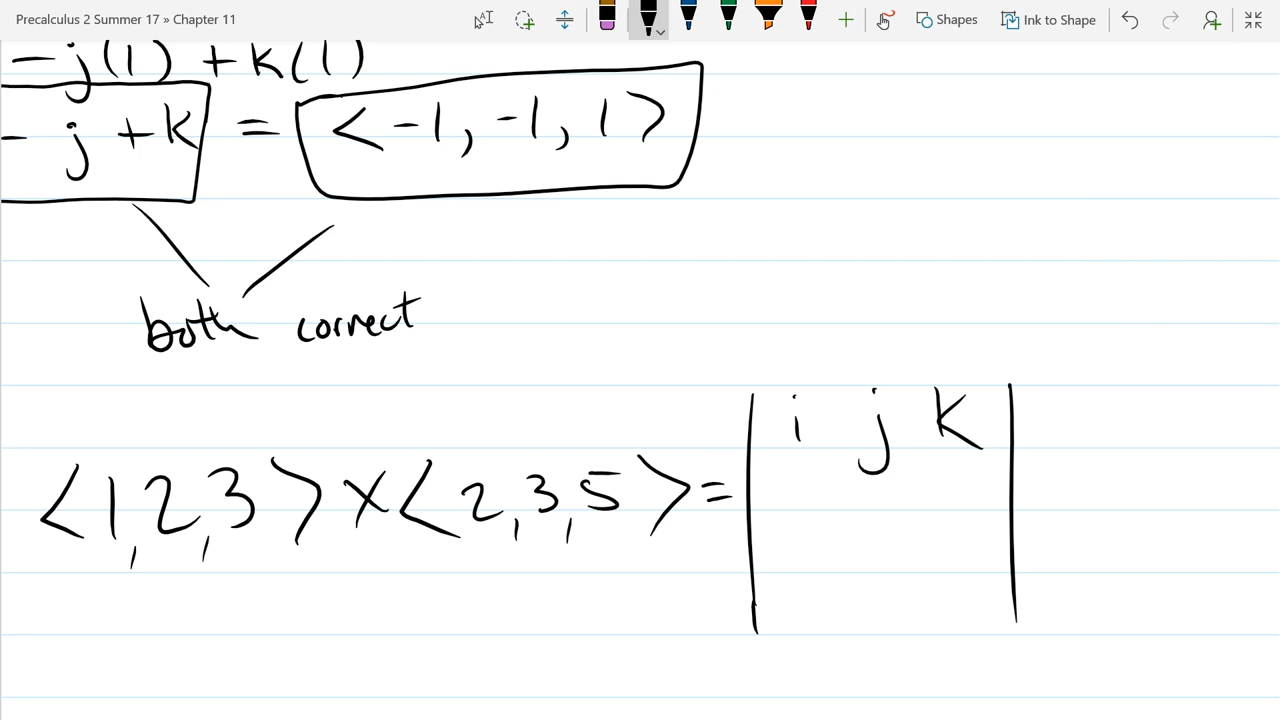 Precalculus 2 Summer 17 » Chapter 11
Shapes
Ink to Shape
- j(1) + k(1)
- j + k = < -1, -1, 1 >
both correct
i j k
<1, 2, 3> X <2, 3, 5> =